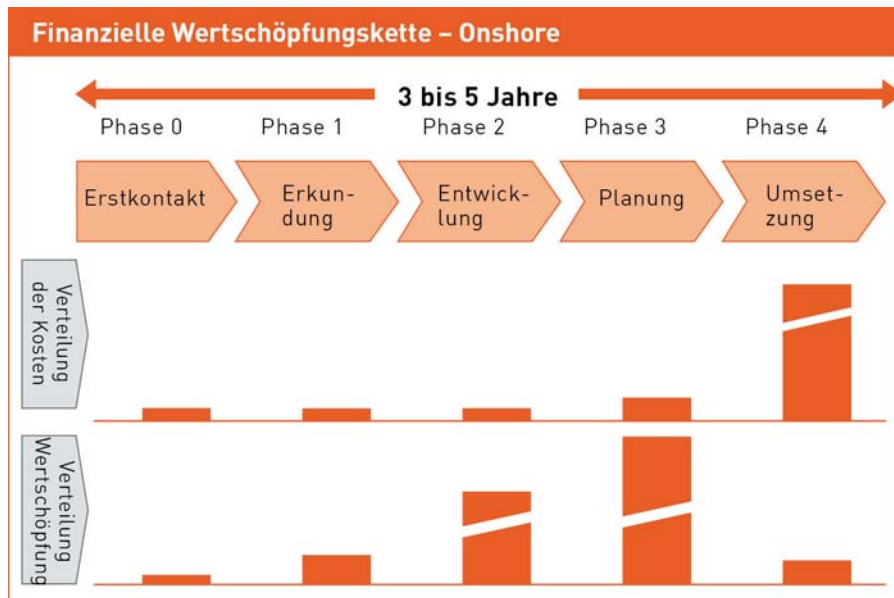 Finanzielle Wertschöpfungskette – Onshore
3 bis 5 Jahre
Phase 0
Phase 1
Phase 2
Phase 3
Phase 4
Erstkontakt
Erkun-
dung
Entwick-
lung
Planung
Umset-
zung
Verteilung
der Kosten
Verteilung
Wertschöpfung